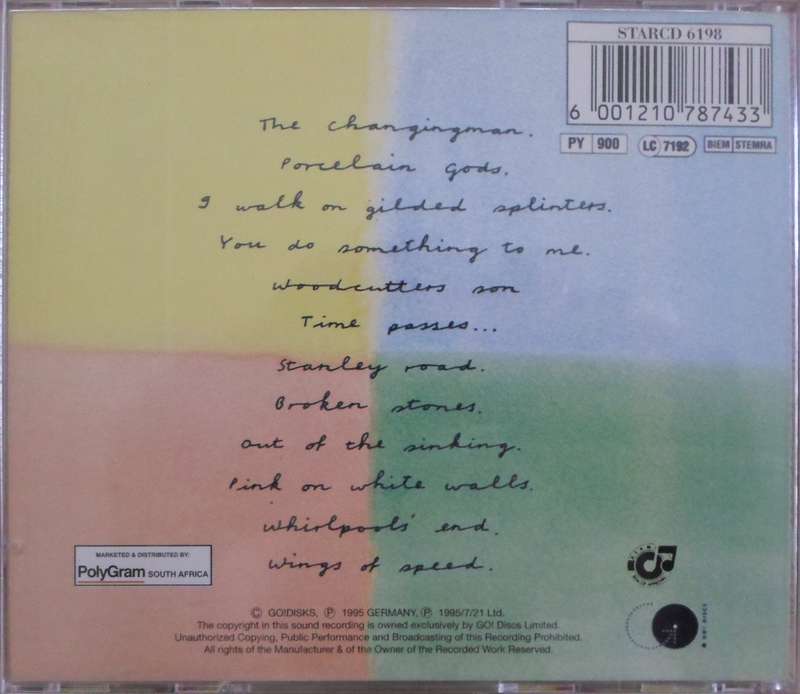 STARCD 6198
6 001210 787433
PY 900 LC 7192 BIEM STEMRA
The changingman.
Porcelain gods.
I walk on gilded splinters.
You do something to me.
Woodcutters son
Time passes...
Stanley road.
Broken stones.
Out of the sinking.
Pink on white walls.
Whirlpools' end.
Wings of speed.
MARKETED & DISTRIBUTED BY:
PolyGram SOUTH AFRICA
© GO!DISKS, Ⓟ 1995 GERMANY, Ⓟ 1995/7/21 Ltd.
The copyright in this sound recording is owned exclusively by GO! Discs Limited.
Unauthorized Copying, Public Performance and Broadcasting of this Recording Prohibited.
All rights of the Manufacturer & of the Owner of the Recorded Work Reserved.
GO! DISCS